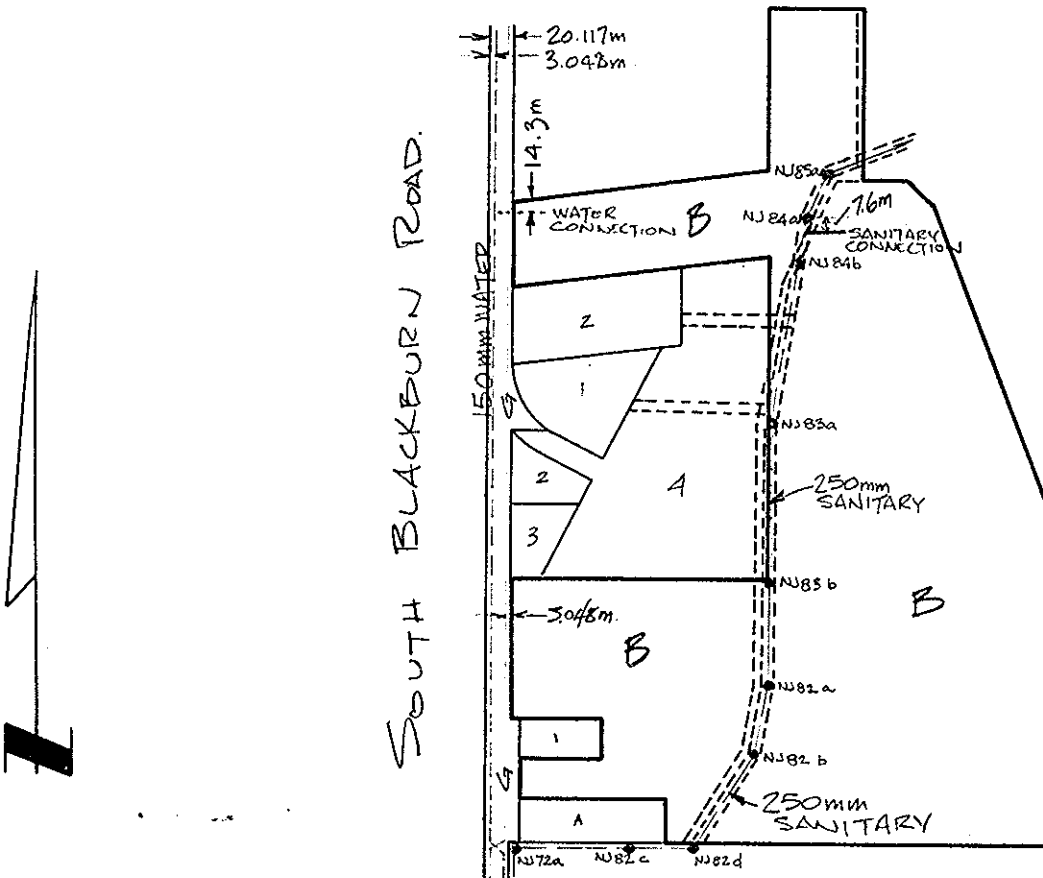 20.117m
3.048m
14.3m
WATER
CONNECTION
B
NJ85a
NJ84a
7.6m
SANITARY
CONNECTION
NJ84b
SOUTH BLACKBURN ROAD.
150mm WATER
2
1
G
NJ83a
2
4
250mm
SANITARY
3
NJ83b
3.048m.
B
B
NJ82a
1
NJ82b
G
250mm
SANITARY
A
NJ72a
NJ82c
NJ82d